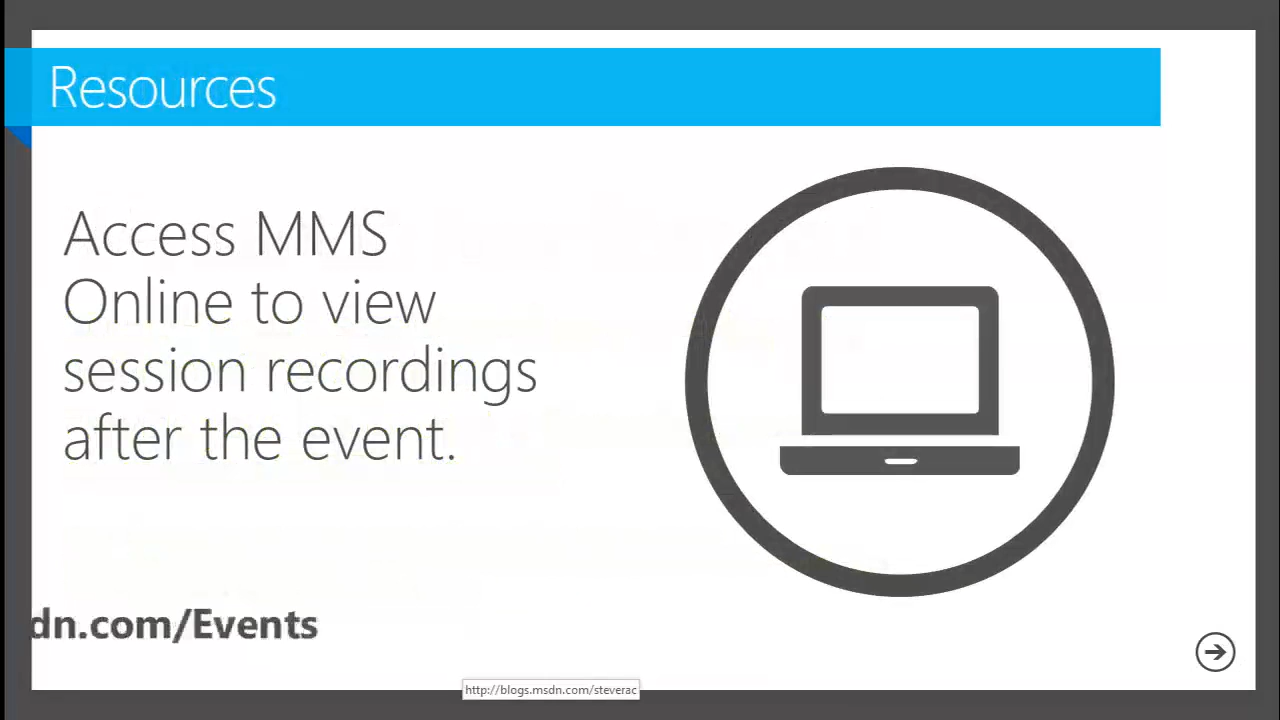 Resources
Access MMS
Online to view
session recordings
after the event.
dn.com/Events
http://blogs.msdn.com/steverac